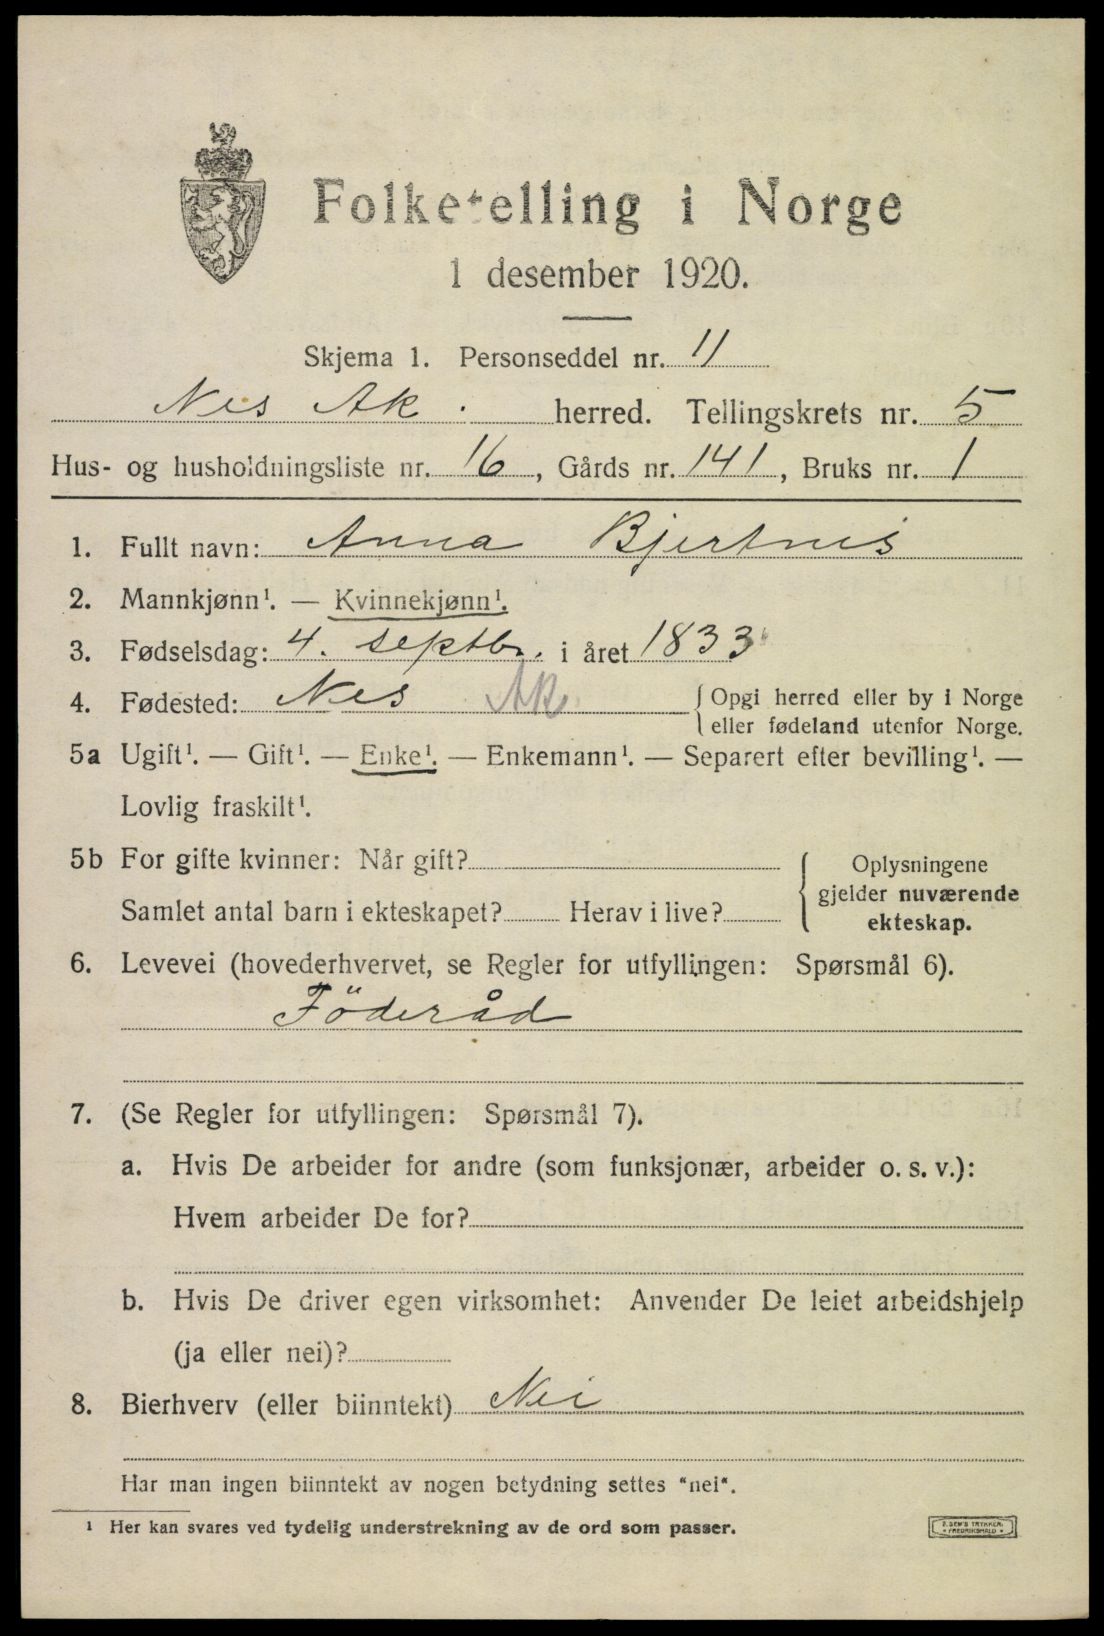 Folketelling i Norge
1 desember 1920.
Skjema 1. Personseddel nr. 11
Nes Ak. herred. Tellingskrets nr. 5
Hus- og husholdningsliste nr. 16, Gårds nr. 141, Bruks nr. 1
1. Fullt navn: Anna Bjertnes
2. Mannkjønn¹. — Kvinnekjønn¹.
3. Fødselsdag: 4. septb. i året 1833
4. Fødested: Nes Ak. { Opgi herred eller by i Norge
eller fødeland utenfor Norge.
5a Ugift¹. — Gift¹. — Enke¹. — Enkemann¹. — Separert efter bevilling¹. —
Lovlig fraskilt¹.
5b For gifte kvinner: Når gift?
Samlet antal barn i ekteskapet? Herav i live?
{ Oplysningene
gjelder nuværende
ekteskap.
6. Levevei (hovederhvervet, se Regler for utfyllingen: Spørsmål 6).
Föderåd
7. (Se Regler for utfyllingen: Spørsmål 7).
a. Hvis De arbeider for andre (som funksjonær, arbeider o. s. v.):
Hvem arbeider De for?
b. Hvis De driver egen virksomhet: Anvender De leiet arbeidshjelp
(ja eller nei)?
8. Bierhverv (eller biinntekt) Nei
Har man ingen biinntekt av nogen betydning settes "nei".
¹ Her kan svares ved tydelig understrekning av de ord som passer.
E. SEM'S TRYKKERI
• FREDRIKSHALD •